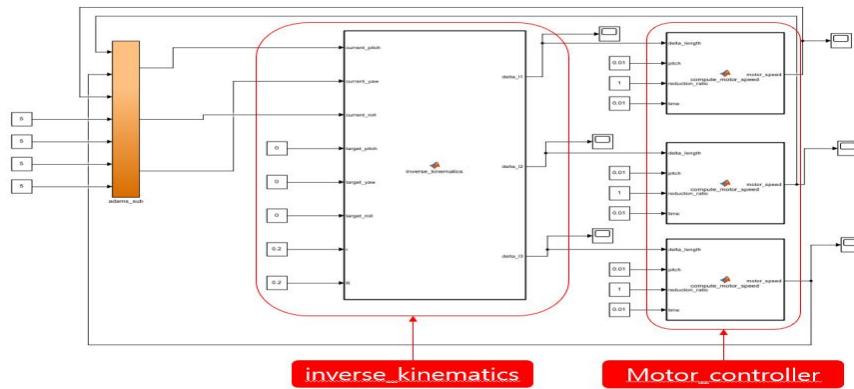 5
5
5
5
adams_sub
current_pitch
current_yaw
current_roll
target_pitch
target_yaw
target_roll
r
R
0
0
0
0.2
0.2
inverse_kinematics
delta_l1
delta_l2
delta_l3
0.01
1
0.01
delta_length
pitch
reduction_ratio
time
compute_motor_speed
motor_speed
0.01
1
0.01
delta_length
pitch
reduction_ratio
time
compute_motor_speed
motor_speed
0.01
1
0.01
delta_length
pitch
reduction_ratio
time
compute_motor_speed
motor_speed
inverse_kinematics
Motor_controller